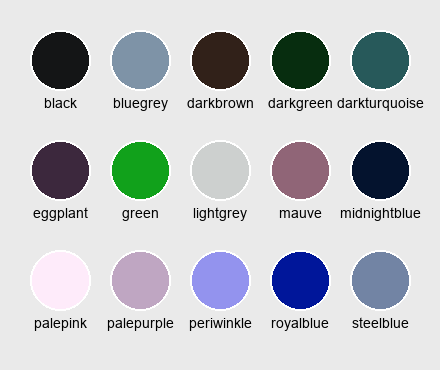 black bluegrey darkbrown darkgreen darkturquoise
eggplant green lightgrey mauve midnightblue
palepink palepurple periwinkle royalblue steelblue